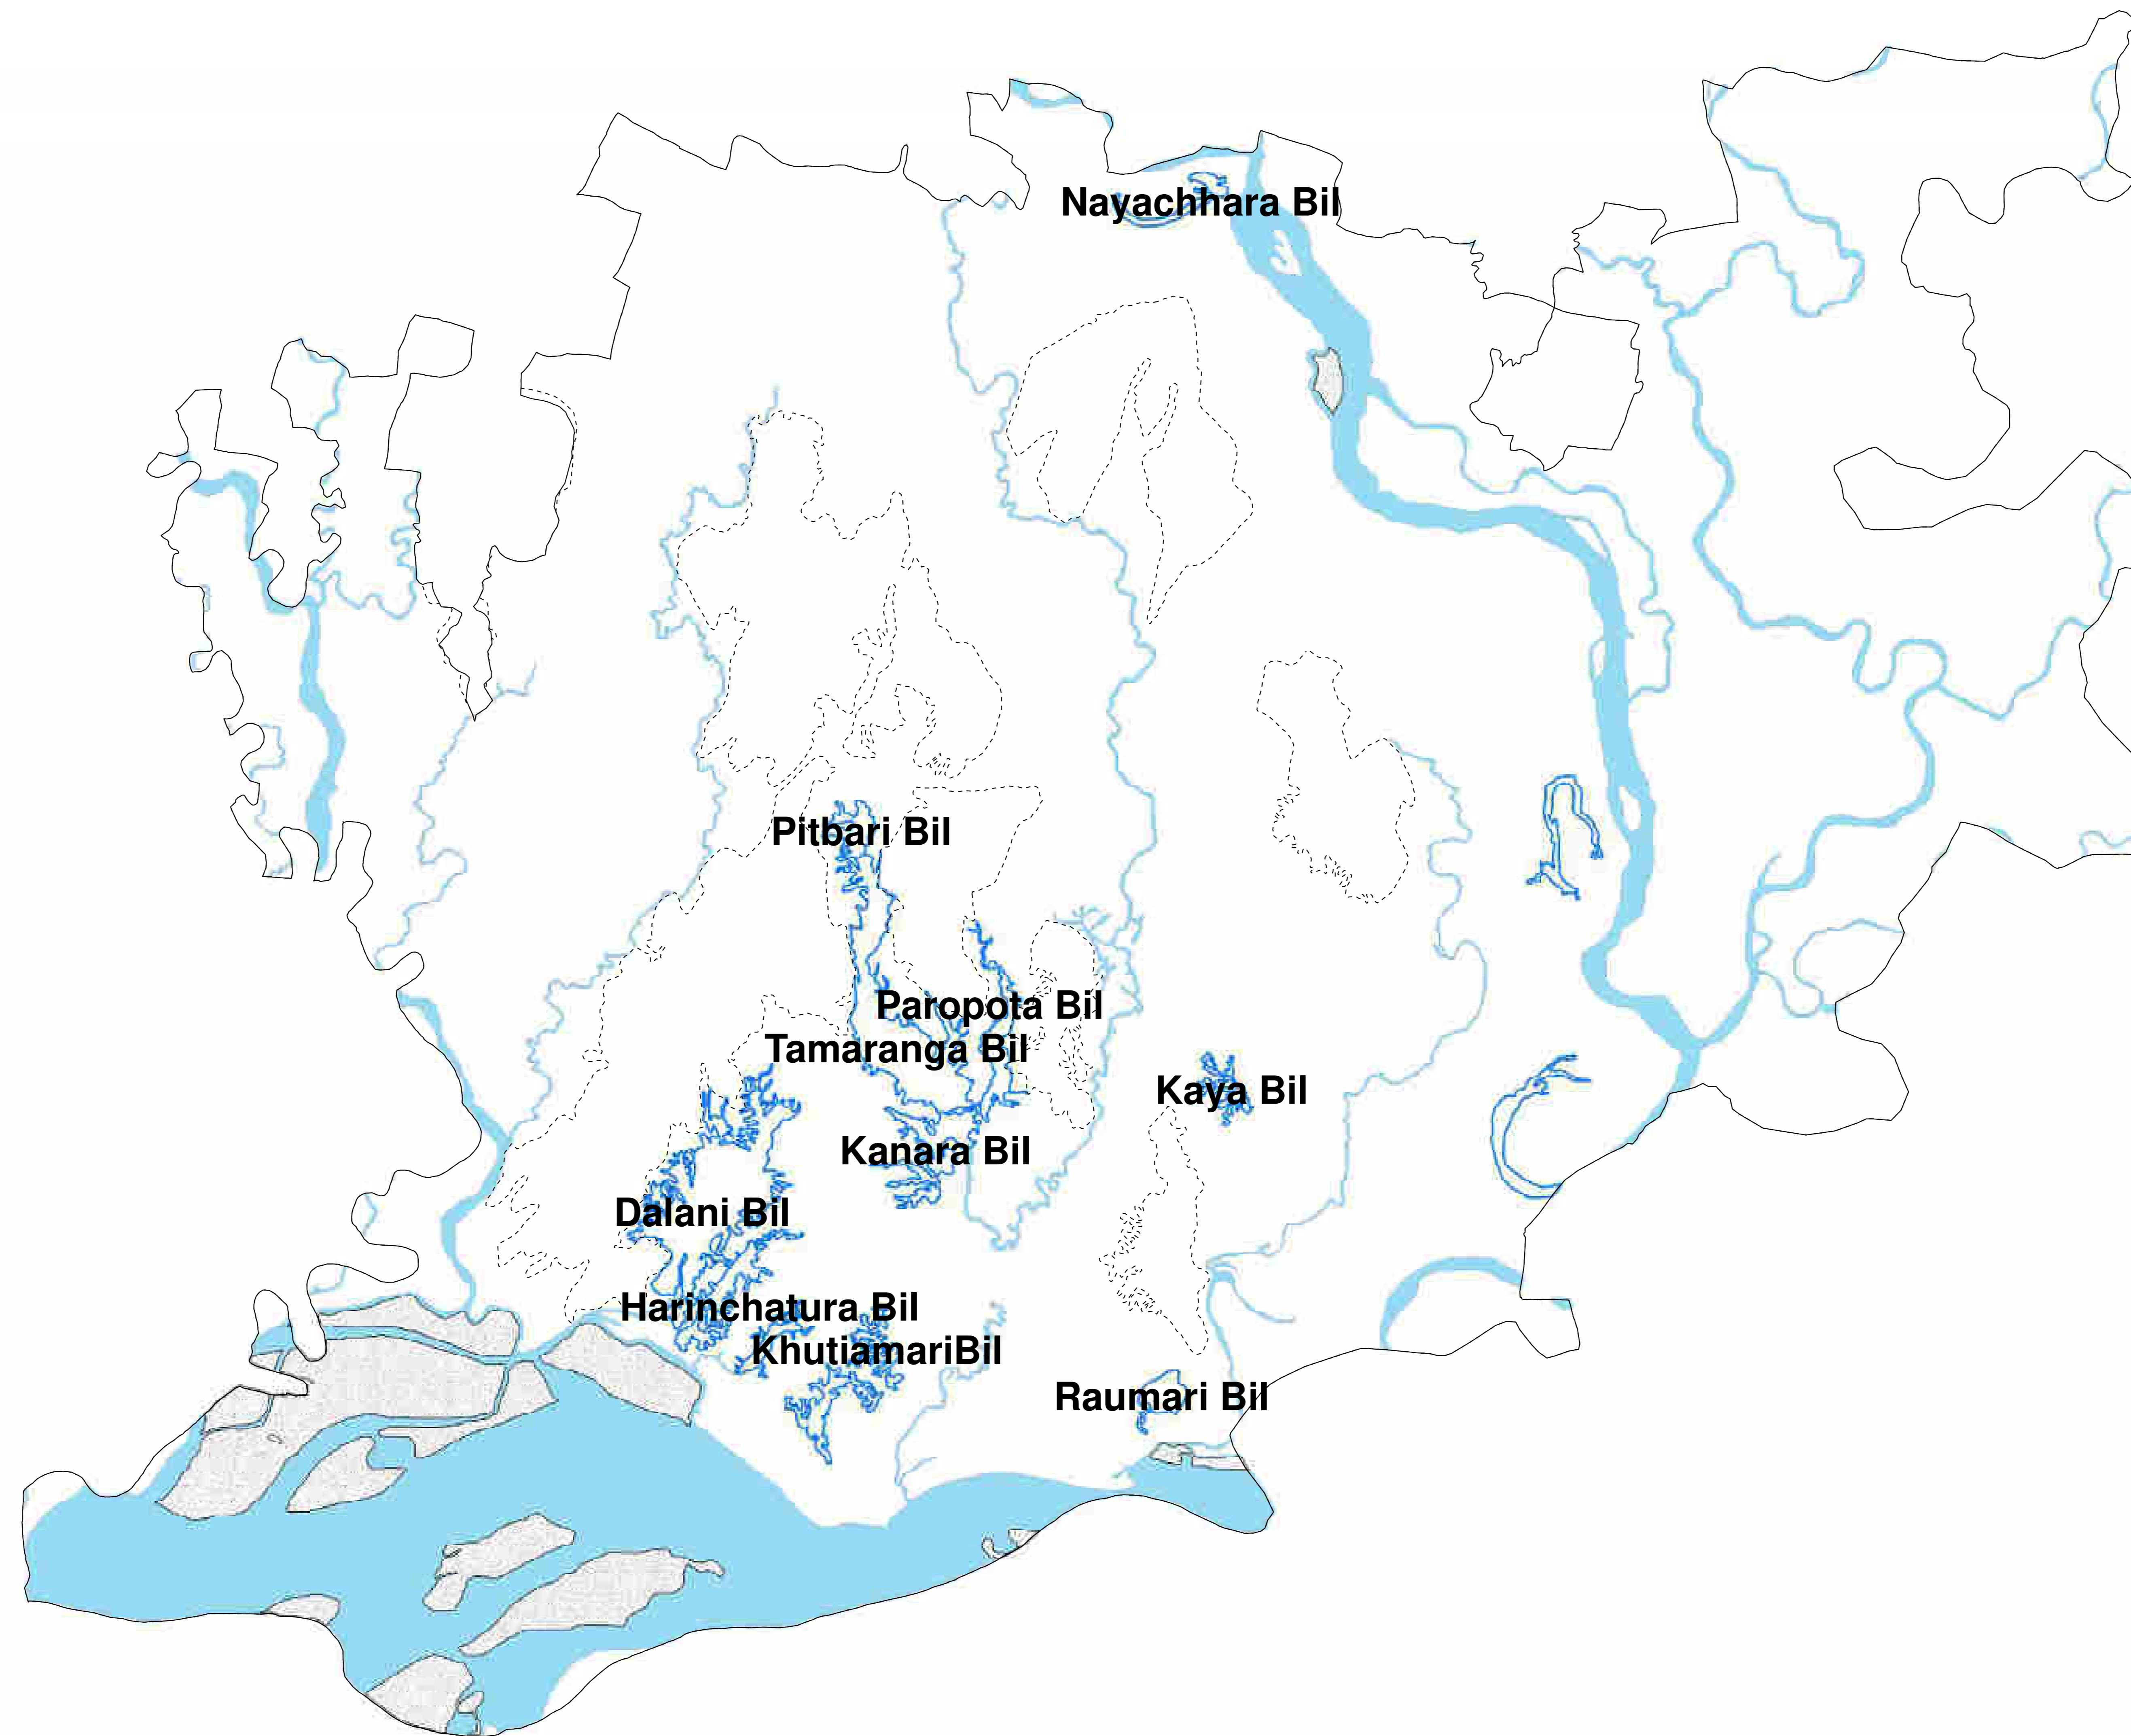 Nayachhara Bil
Pitbari Bil
Paropota Bil
Tamaranga Bil
Kaya Bil
Kanara Bil
Dalani Bil
Harinchatura Bil
KhutiamariBil
Raumari Bil